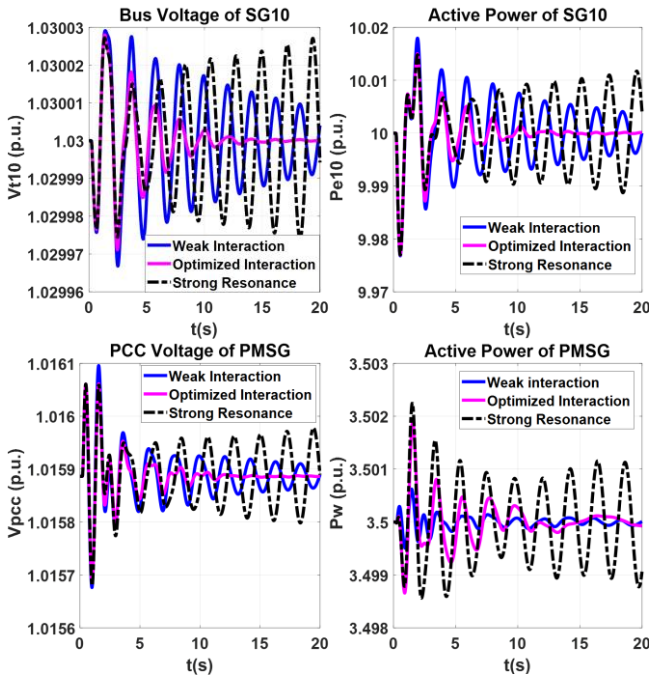 Bus Voltage of SG10
1.03003
1.03002
1.03001
1.03
1.02999
1.02998
1.02997
1.02996
Vt10 (p.u.)
Weak Interaction
Optimized Interaction
Strong Resonance
0 5 10 15 20
t(s)
Active Power of SG10
10.02
10.01
10
9.99
9.98
9.97
Pe10 (p.u.)
Weak Interaction
Optimized Interaction
Strong Resonance
0 5 10 15 20
t(s)
PCC Voltage of PMSG
1.0161
1.016
1.0159
1.0158
1.0157
1.0156
Vpcc (p.u.)
Weak Interaction
Optimized Interaction
Strong Resonance
0 5 10 15 20
t(s)
Active Power of PMSG
3.503
3.502
3.501
3.5
3.499
3.498
Pw (p.u.)
Weak interaction
Optimized Interaction
Strong Resonance
0 5 10 15 20
t(s)